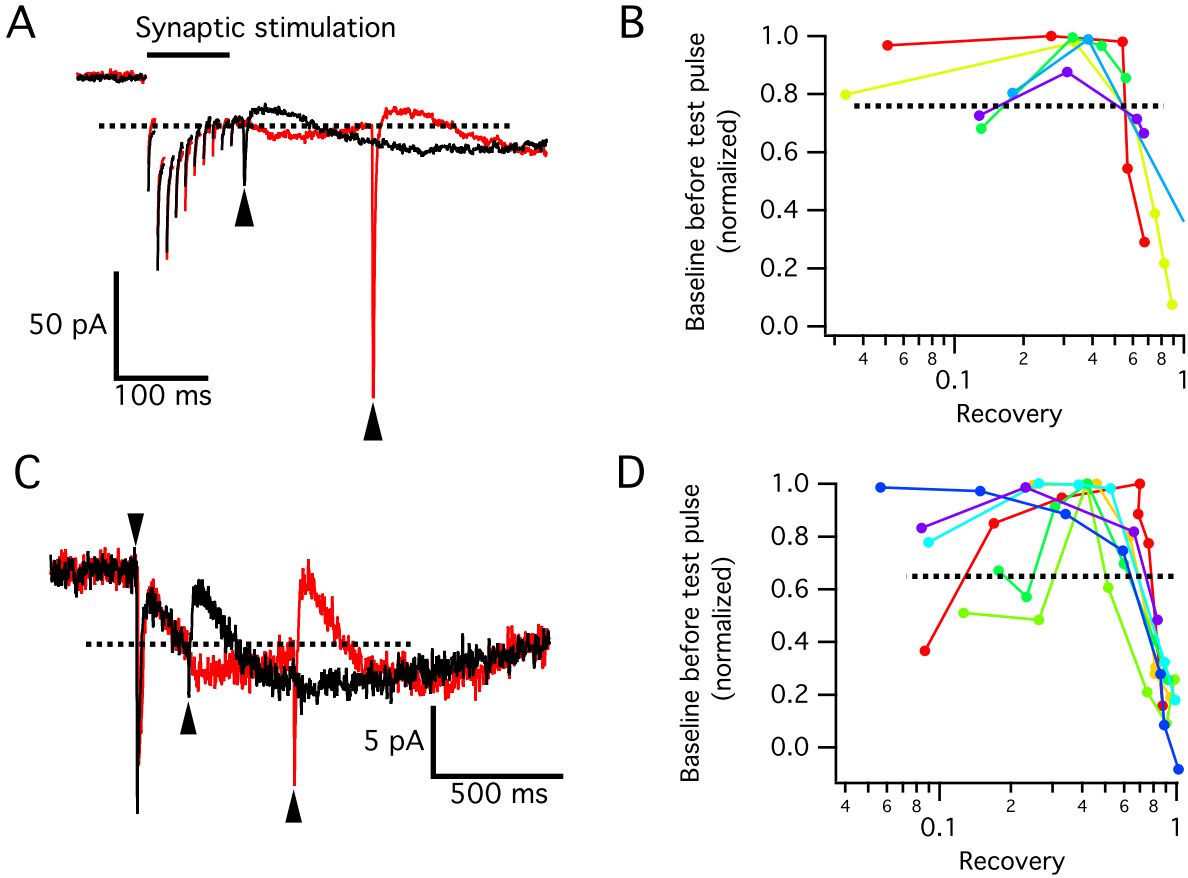 A
Synaptic stimulation
50 pA
100 ms
B
Baseline before test pulse
(normalized)
1.0
0.8
0.6
0.4
0.2
0.0
4 6 8 2 4 6 8
0.1 1
Recovery
C
5 pA
500 ms
D
Baseline before test pulse
(normalized)
1.0
0.8
0.6
0.4
0.2
0.0
4 6 8 2 4 6 8
0.1 1
Recovery